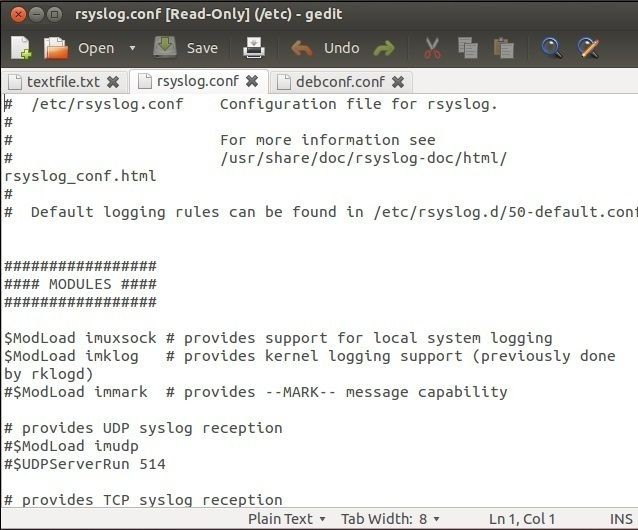 rsyslog.conf [Read-Only] (/etc) - gedit
Open Save Undo
textfile.txt rsyslog.conf debconf.conf
#  /etc/rsyslog.conf    Configuration file for rsyslog.
#
#                       For more information see
#                       /usr/share/doc/rsyslog-doc/html/
rsyslog_conf.html
#
#  Default logging rules can be found in /etc/rsyslog.d/50-default.conf
#################
#### MODULES ####
#################
$ModLoad imuxsock # provides support for local system logging
$ModLoad imklog   # provides kernel logging support (previously done
by rklogd)
#$ModLoad immark  # provides --MARK-- message capability
# provides UDP syslog reception
#$ModLoad imudp
#$UDPServerRun 514
# provides TCP syslog reception
Plain Text Tab Width: 8 Ln 1, Col 1 INS